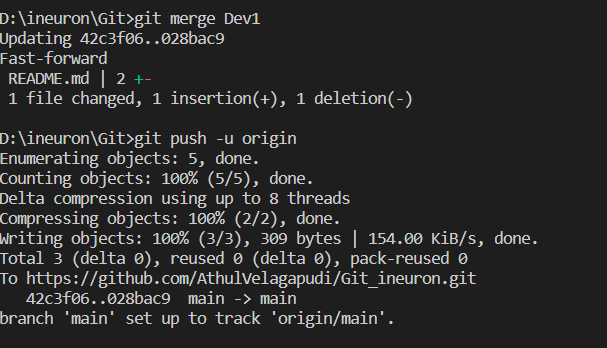 D:\ineuron\Git>git merge Dev1
Updating 42c3f06..028bac9
Fast-forward
 README.md | 2 +-
 1 file changed, 1 insertion(+), 1 deletion(-)

D:\ineuron\Git>git push -u origin
Enumerating objects: 5, done.
Counting objects: 100% (5/5), done.
Delta compression using up to 8 threads
Compressing objects: 100% (2/2), done.
Writing objects: 100% (3/3), 309 bytes | 154.00 KiB/s, done.
Total 3 (delta 0), reused 0 (delta 0), pack-reused 0
To https://github.com/AthulVelagapudi/Git_ineuron.git
   42c3f06..028bac9  main -> main
branch 'main' set up to track 'origin/main'.